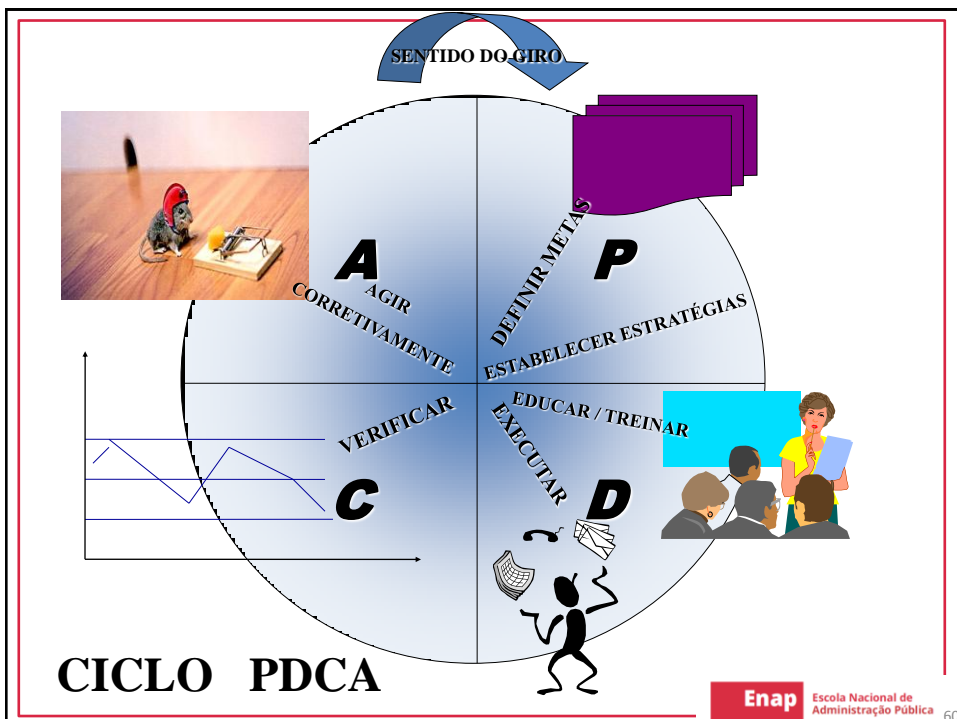 SENTIDO DO GIRO
A
AGIR
CORRETIVAMENTE
P
DEFINIR METAS
ESTABELECER ESTRATÉGIAS
EDUCAR / TREINAR
EXECUTAR
D
VERIFICAR
C
CICLO PDCA
Enap
Escola Nacional de
Administração Pública
60